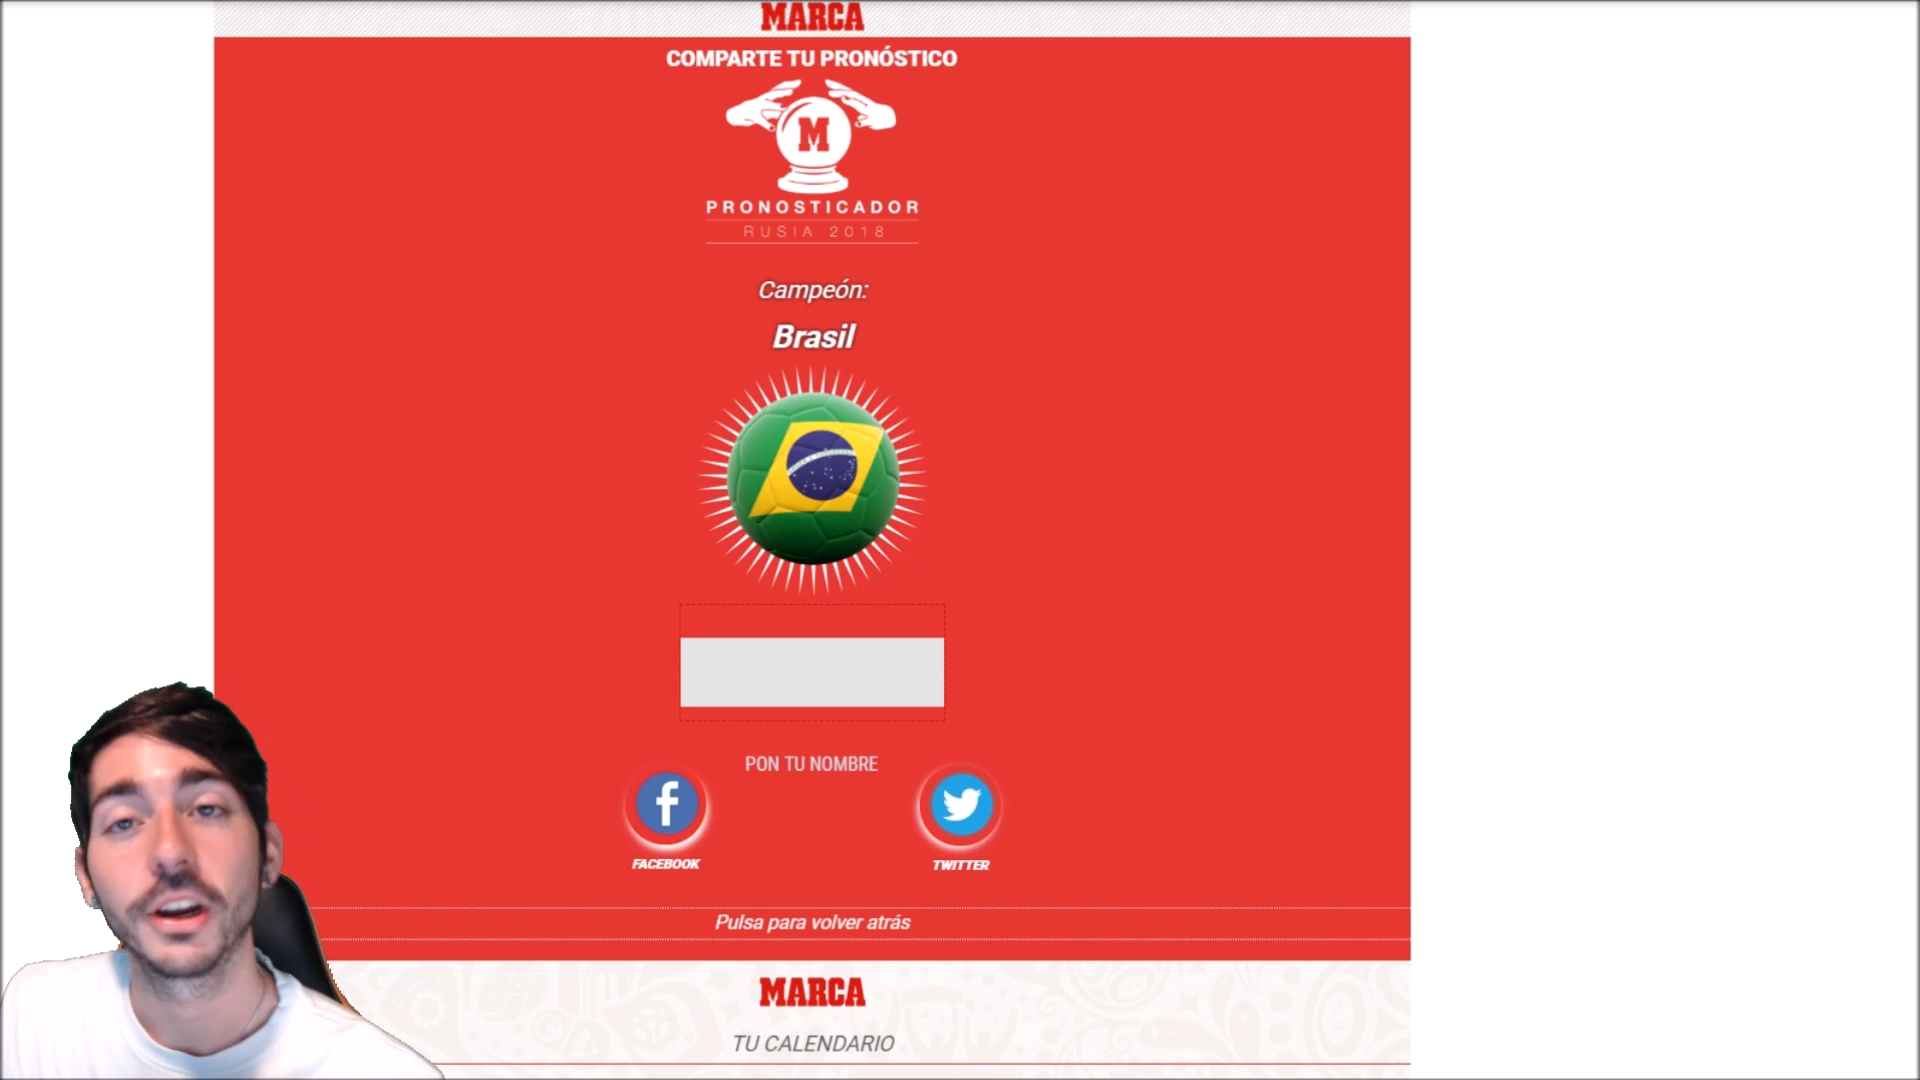 MARCA
COMPARTE TU PRONÓSTICO
M
PRONOSTICADOR
RUSIA 2018
Campeón:
Brasil
PON TU NOMBRE
FACEBOOK
TWITTER
Pulsa para volver atrás
MARCA
TU CALENDARIO